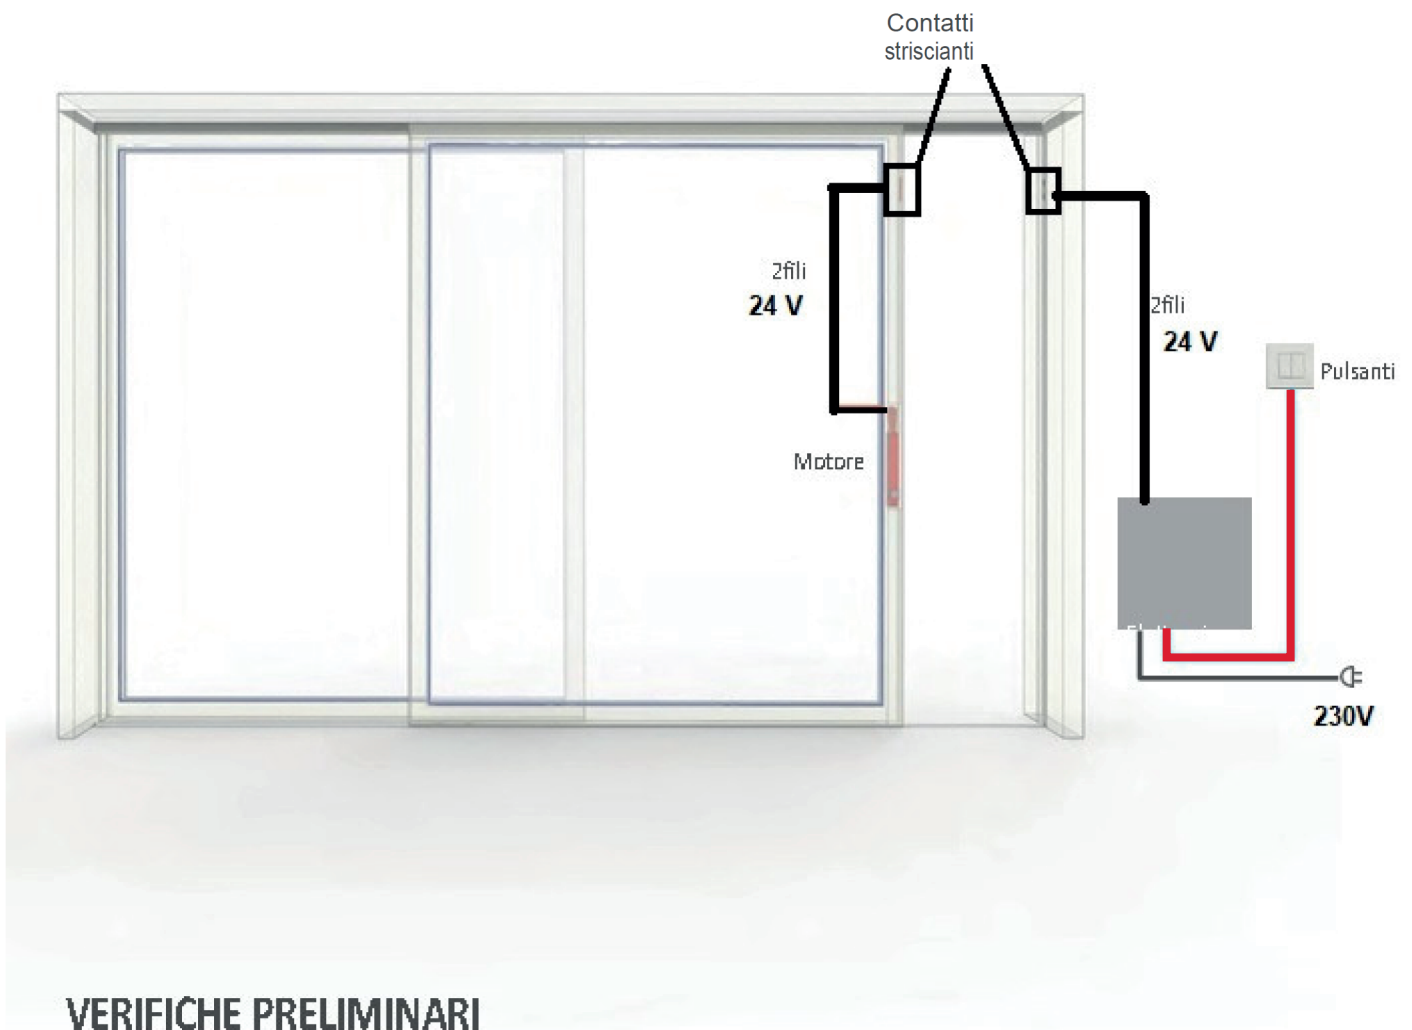 Contatti
striscianti
2fili
24 V
2fili
24 V
Pulsanti
Motore
230V
VERIFICHE PRELIMINARI